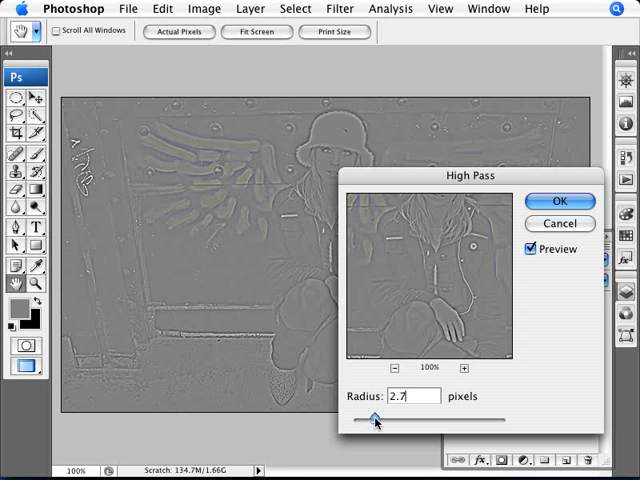 Photoshop File Edit Image Layer Select Filter Analysis View Window Help
Scroll All Windows Actual Pixels Fit Screen Print Size
Ps
High Pass
OK
Cancel
Preview
100%
Radius: 2.7 pixels
100% Scratch: 134.7M/1.66G